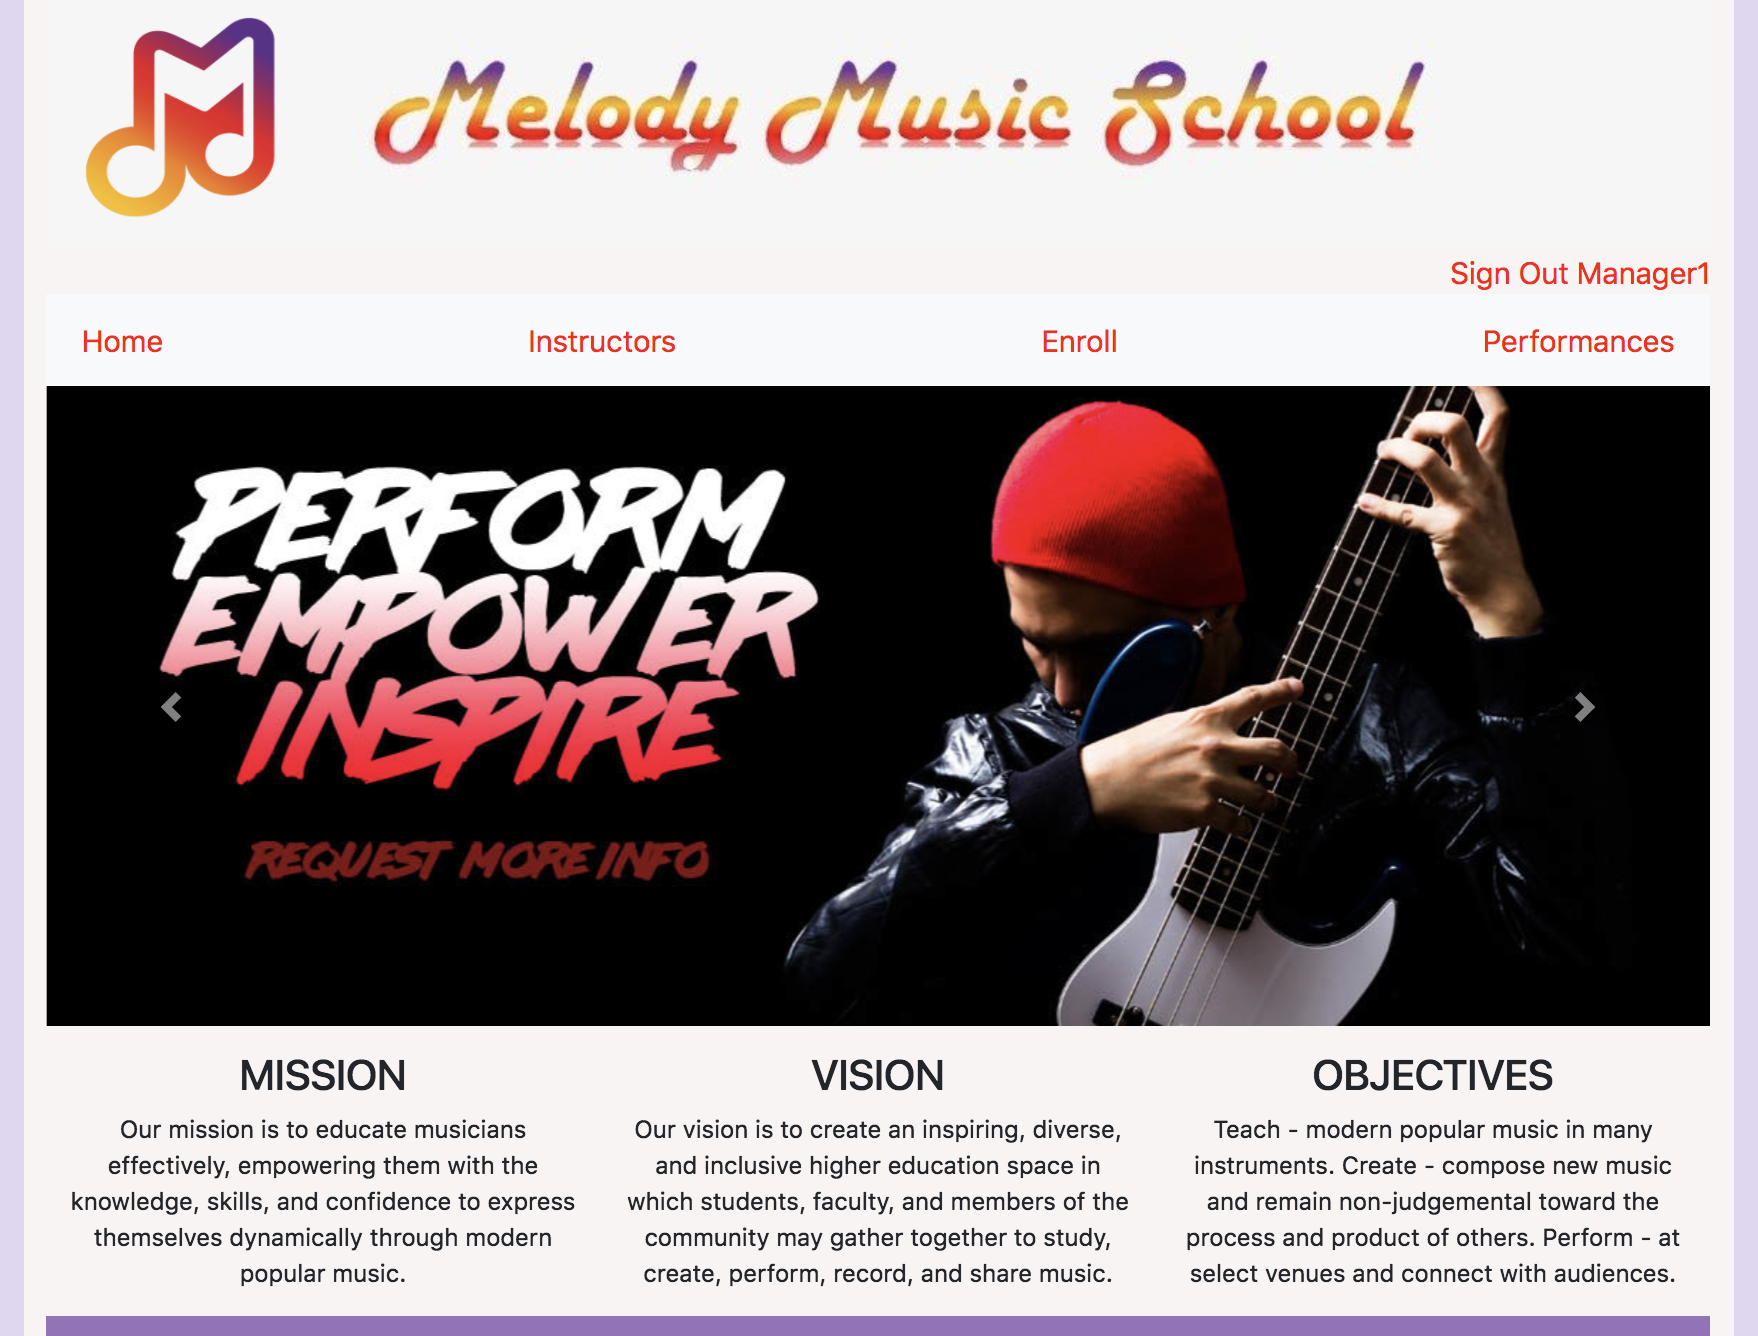 Melody Music School
Sign Out Manager1
Home Instructors Enroll Performances
PERFORM
EMPOWER
INSPIRE
REQUEST MORE INFO
MISSION
Our mission is to educate musicians
effectively, empowering them with the
knowledge, skills, and confidence to express
themselves dynamically through modern
popular music.
VISION
Our vision is to create an inspiring, diverse,
and inclusive higher education space in
which students, faculty, and members of the
community may gather together to study,
create, perform, record, and share music.
OBJECTIVES
Teach - modern popular music in many
instruments. Create - compose new music
and remain non-judgemental toward the
process and product of others. Perform - at
select venues and connect with audiences.